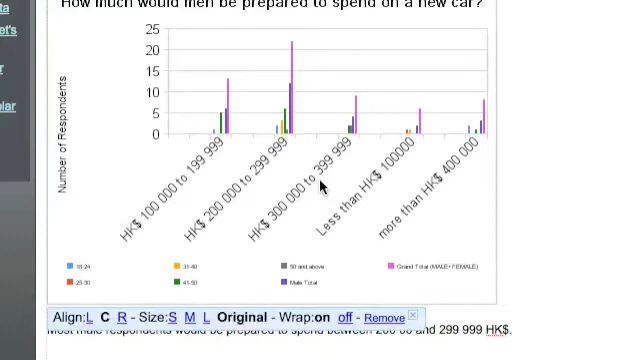 How much would men be prepared to spend on a new car?
ta
et's
r
olar
Number of Respondents
25
20
15
10
5
0
HK$ 100 000 to 199 999
HK$ 200 000 to 299 999
HK$ 300 000 to 399 999
Less than HK$ 100000
more than HK$ 400 000
18-24
31-40
50 and above
Grand Total (MALE+FEMALE)
25-30
41-50
Male Total
Align:L C R - Size:S M L Original - Wrap:on off - Remove
Most male respondents would be prepared to spend between 200 00 and 299 999 HK$.